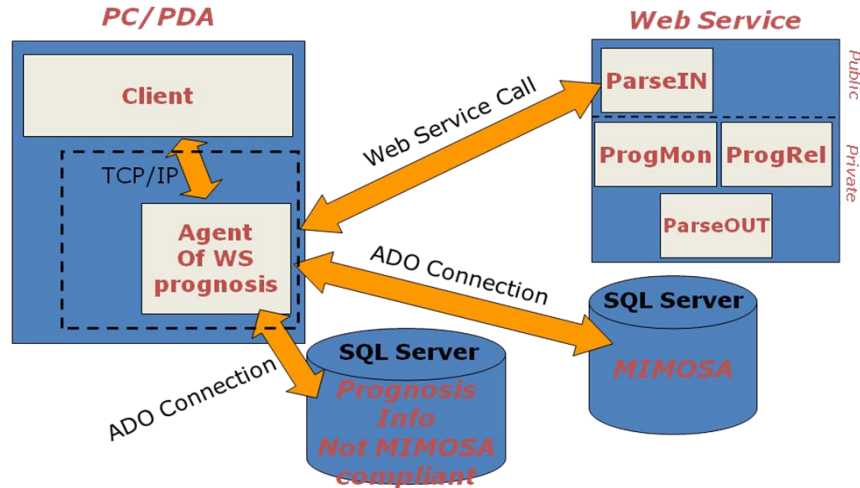 PC/PDA
Web Service
Client
ParseIN
Public
Web Service Call
TCP/IP
ProgMon
ProgRel
Private
Agent
Of WS
prognosis
ParseOUT
ADO Connection
SQL Server
MIMOSA
ADO Connection
SQL Server
Prognosis
Info
Not MIMOSA
compliant